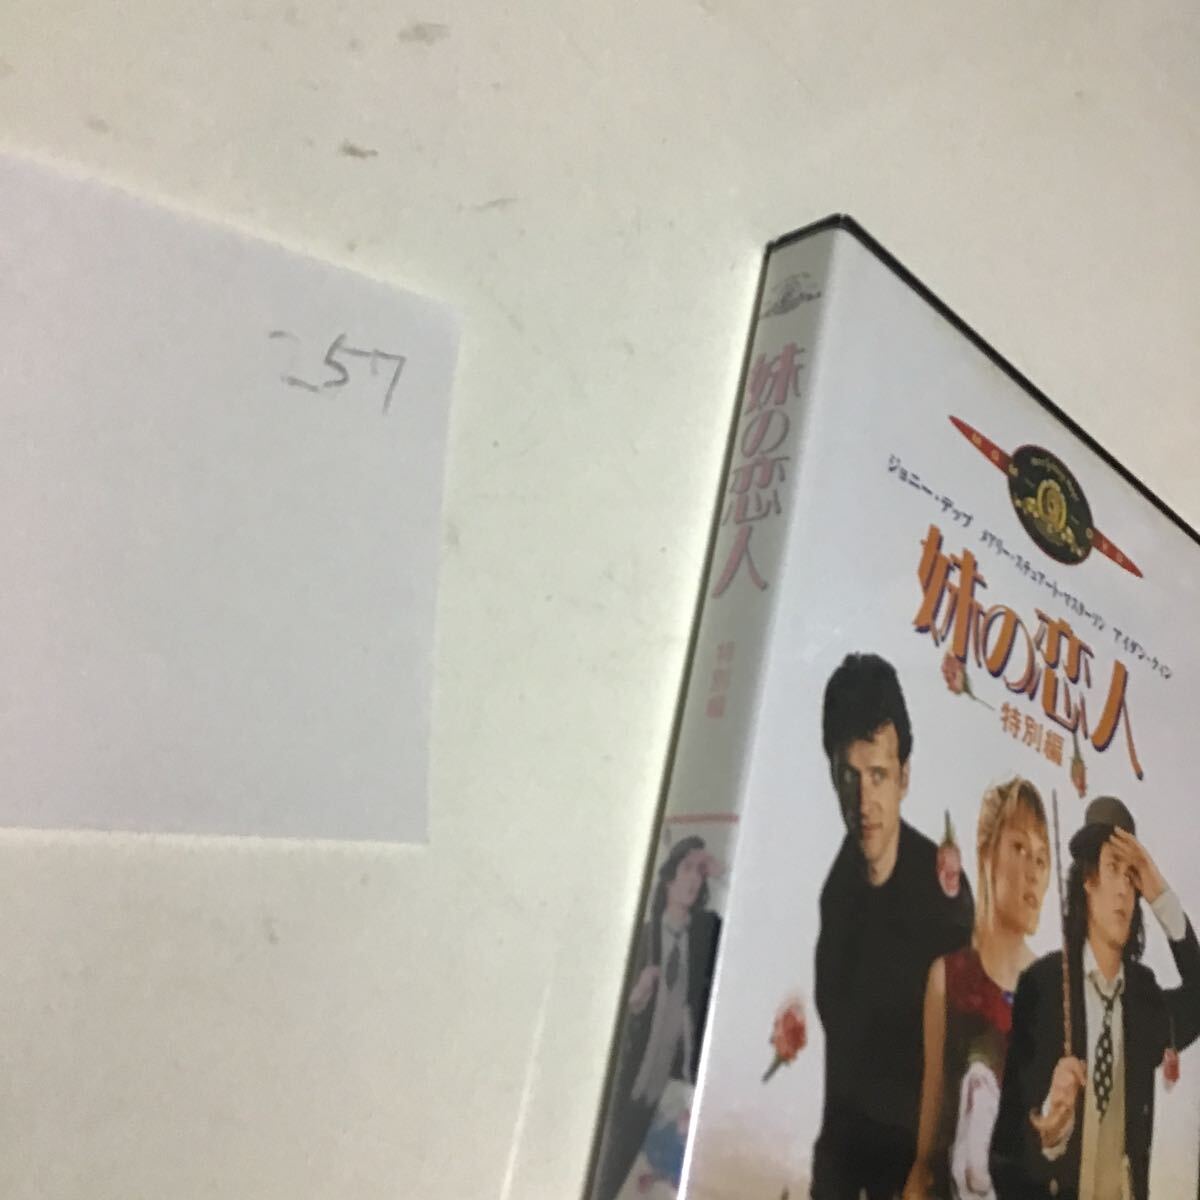 257
妹の恋人
特別編
MGM
DVD
ジョニー・デップ メアリー・スチュアート・マスターソン アイダン・クイン
妹の恋人
特別編